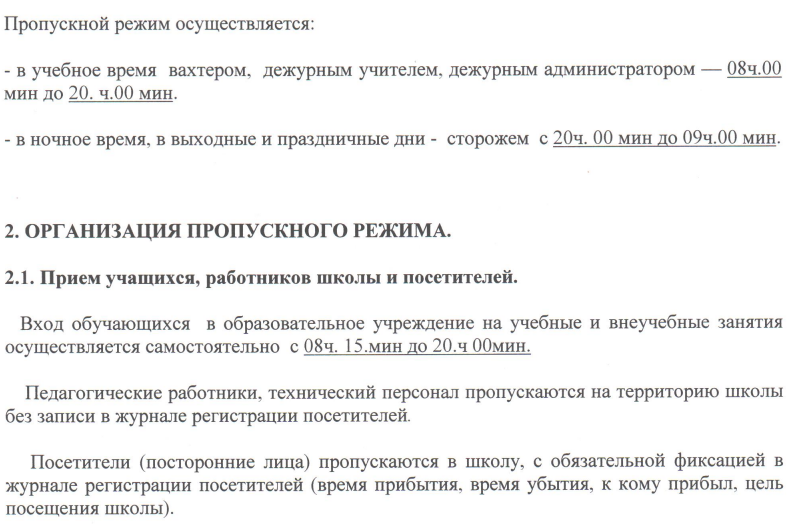 Пропускной режим осуществляется:
- в учебное время вахтером, дежурным учителем, дежурным администратором — 08ч.00
мин до 20. ч.00 мин.
- в ночное время, в выходные и праздничные дни - сторожем с 20ч. 00 мин до 09ч.00 мин.
2. ОРГАНИЗАЦИЯ ПРОПУСКНОГО РЕЖИМА.
2.1. Прием учащихся, работников школы и посетителей.
Вход обучающихся в образовательное учреждение на учебные и внеучебные занятия
осуществляется самостоятельно с 08ч. 15.мин до 20.ч 00мин.
Педагогические работники, технический персонал пропускаются на территорию школы
без записи в журнале регистрации посетителей.
Посетители (посторонние лица) пропускаются в школу, с обязательной фиксацией в
журнале регистрации посетителей (время прибытия, время убытия, к кому прибыл, цель
посещения школы).